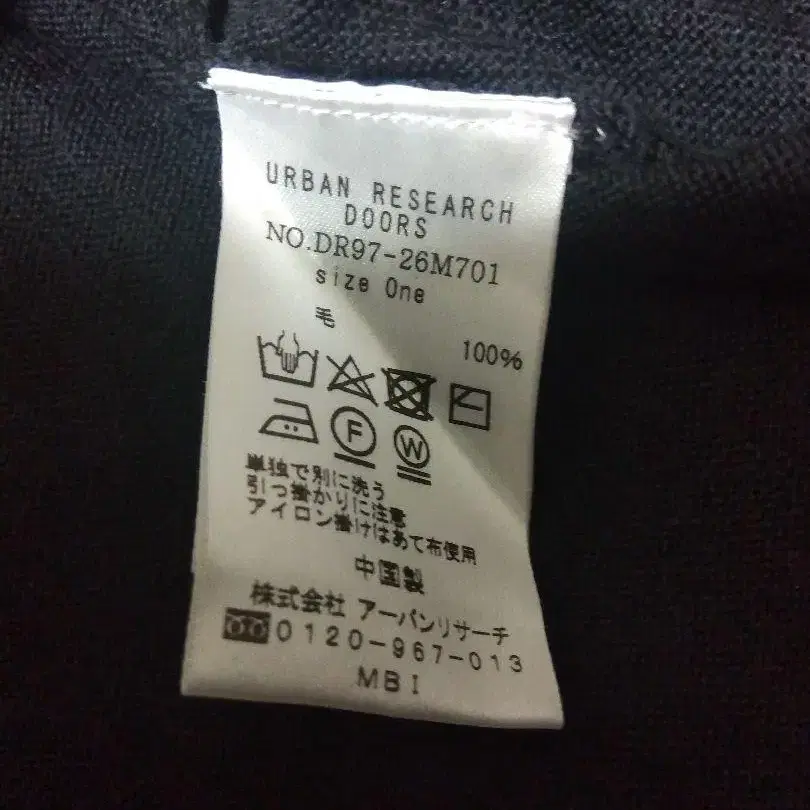 URBAN RESEARCH
DOORS
NO.DR97-26M701
size One
毛 100%
F W
単独で別に洗う
引っ掛かりに注意
アイロン掛けはあて布使用
中国製
株式会社 アーバンリサーチ
0120-967-013
MBI